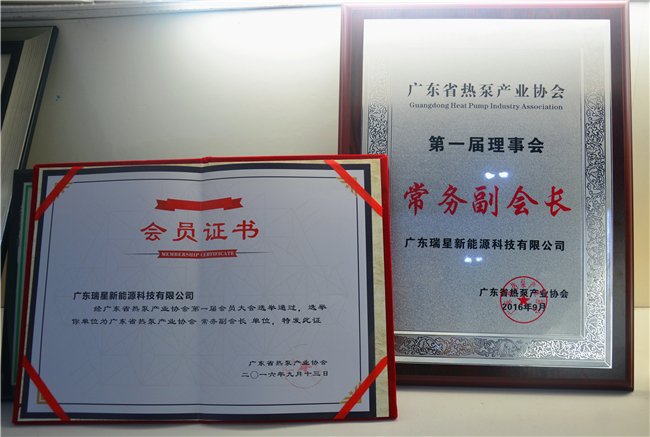 会员证书
MEMBERSHIP CERTIFICATE
广东瑞星新能源科技有限公司
经广东省热泵产业协会第一届会员大会选举通过，选举
你单位为广东省热泵产业协会 常务副会长 单位，特发此证
广东省热泵产业协会
二〇一六年九月十三日
广东省热泵产业协会
Guangdong Heat Pump Industry Association
第一届理事会
常务副会长
广东瑞星新能源科技有限公司
广东省热泵产业协会
2016年9月